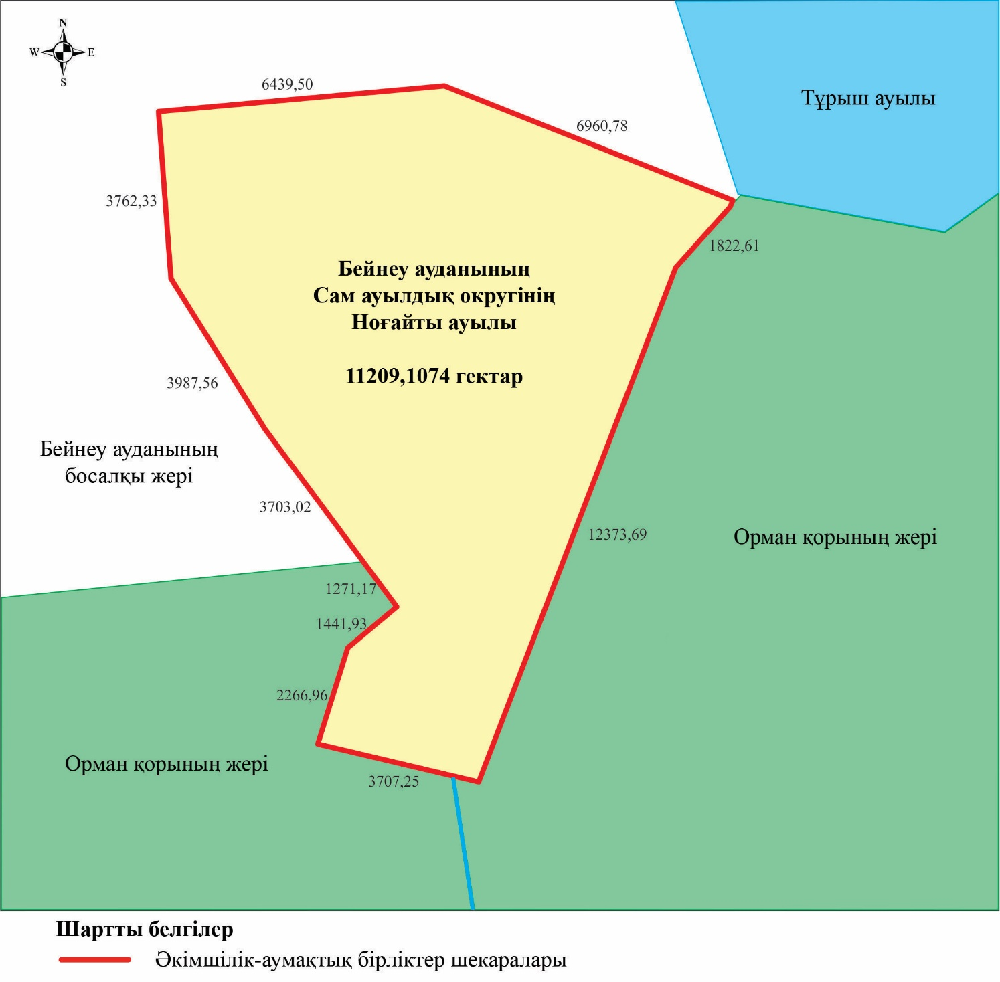 N
W E
S
6439,50
Тұрыш ауылы
6960,78
3762,33
1822,61
Бейнеу ауданының
Сам ауылдық округінің
Ноғайты ауылы
11209,1074 гектар
3987,56
Бейнеу ауданының
босалқы жері
3703,02
12373,69
Орман қорының жері
1271,17
1441,93
2266,96
Орман қорының жері
3707,25
Шартты белгілер
Әкімшілік-аумақтық бірліктер шекаралары